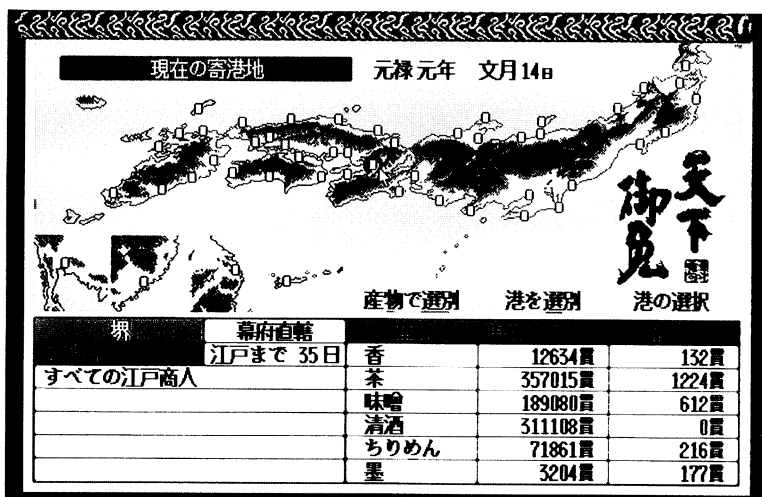 現在の寄港地
元禄元年 文月14日
天下
御免
産物で選別 港を選別 港の選択
堺 幕府直轄
江戸まで 35日
すべての江戸商人
香 12634貫 132貫
茶 357015貫 1224貫
味噌 189080貫 612貫
清酒 311108貫 0貫
ちりめん 71861貫 216貫
墨 3204貫 177貫